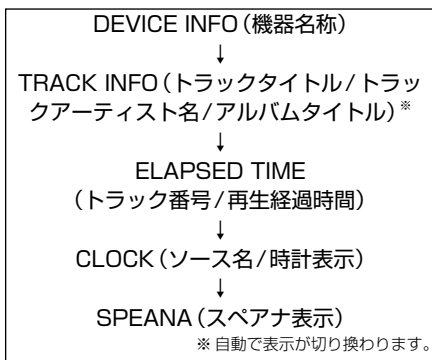 DEVICE INFO（機器名称）
↓
TRACK INFO（トラックタイトル/トラッ
クアーティスト名/アルバムタイトル）※
↓
ELAPSED TIME
（トラック番号/再生経過時間）
↓
CLOCK（ソース名/時計表示）
↓
SPEANA（スペアナ表示）
※ 自動で表示が切り換わります。